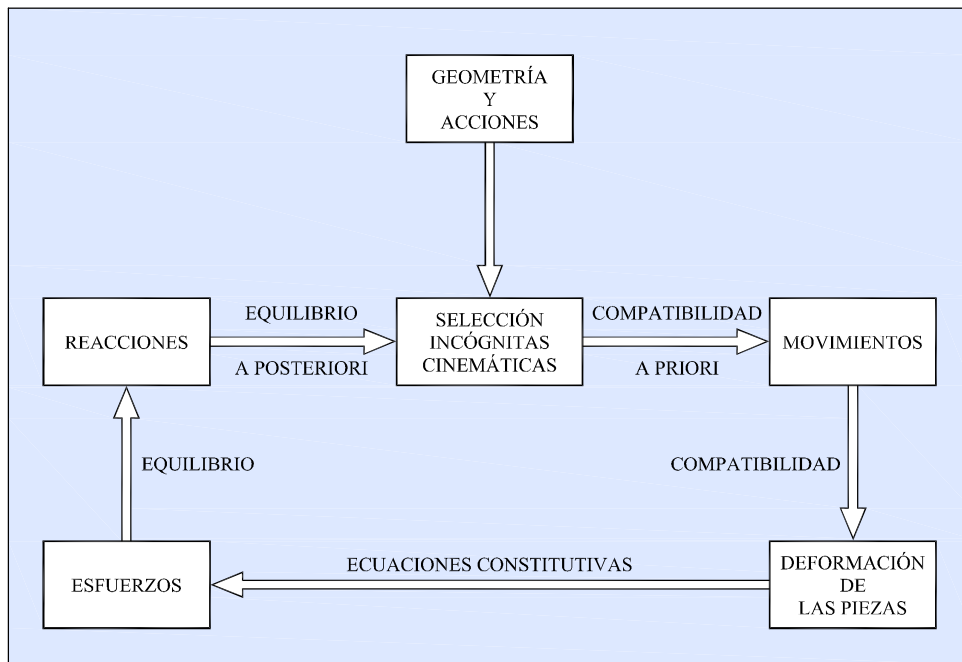 GEOMETRÍA
Y
ACCIONES
REACCIONES
EQUILIBRIO
A POSTERIORI
SELECCIÓN
INCÓGNITAS
CINEMÁTICAS
COMPATIBILIDAD
A PRIORI
MOVIMIENTOS
EQUILIBRIO
COMPATIBILIDAD
ESFUERZOS
ECUACIONES CONSTITUTIVAS
DEFORMACIÓN
DE
LAS PIEZAS